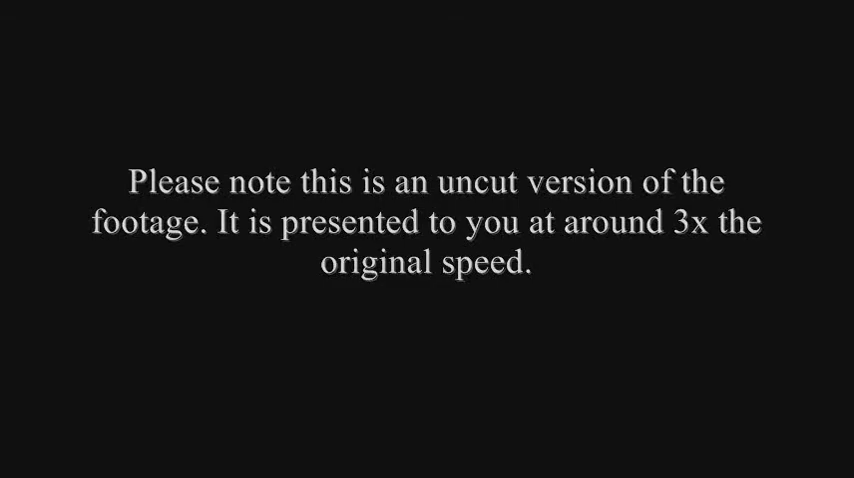 Please note this is an uncut version of the
footage. It is presented to you at around 3x the
original speed.